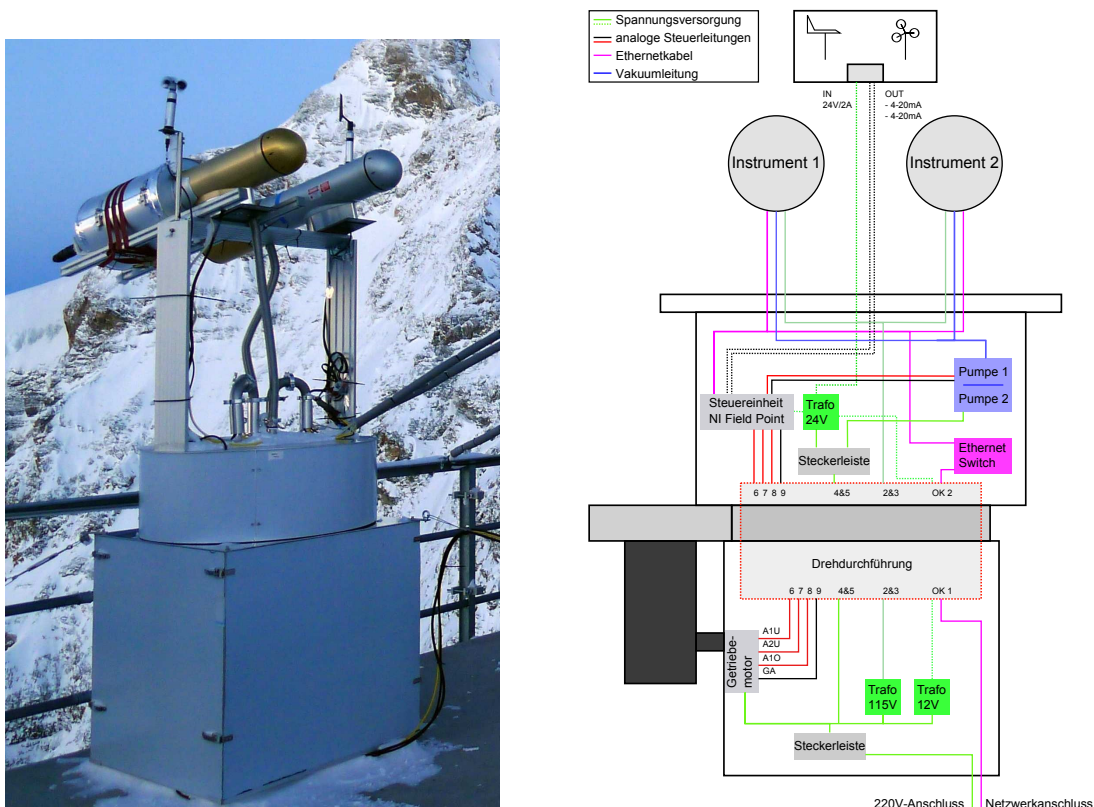 Spannungsversorgung
analoge Steuerleitungen
Ethernetkabel
Vakuumleitung
IN
24V/2A
OUT
- 4-20mA
- 4-20mA
Instrument 1
Instrument 2
Pumpe 1
Pumpe 2
Steuereinheit
NI Field Point
Trafo
24V
Steckerleiste
Ethernet
Switch
6 7 8 9
4&5
2&3
OK 2
Drehdurchführung
6 7 8 9
4&5
2&3
OK 1
A1U
A2U
A1O
GA
Getriebe-
motor
Trafo
115V
Trafo
12V
Steckerleiste
220V-Anschluss
Netzwerkanschluss